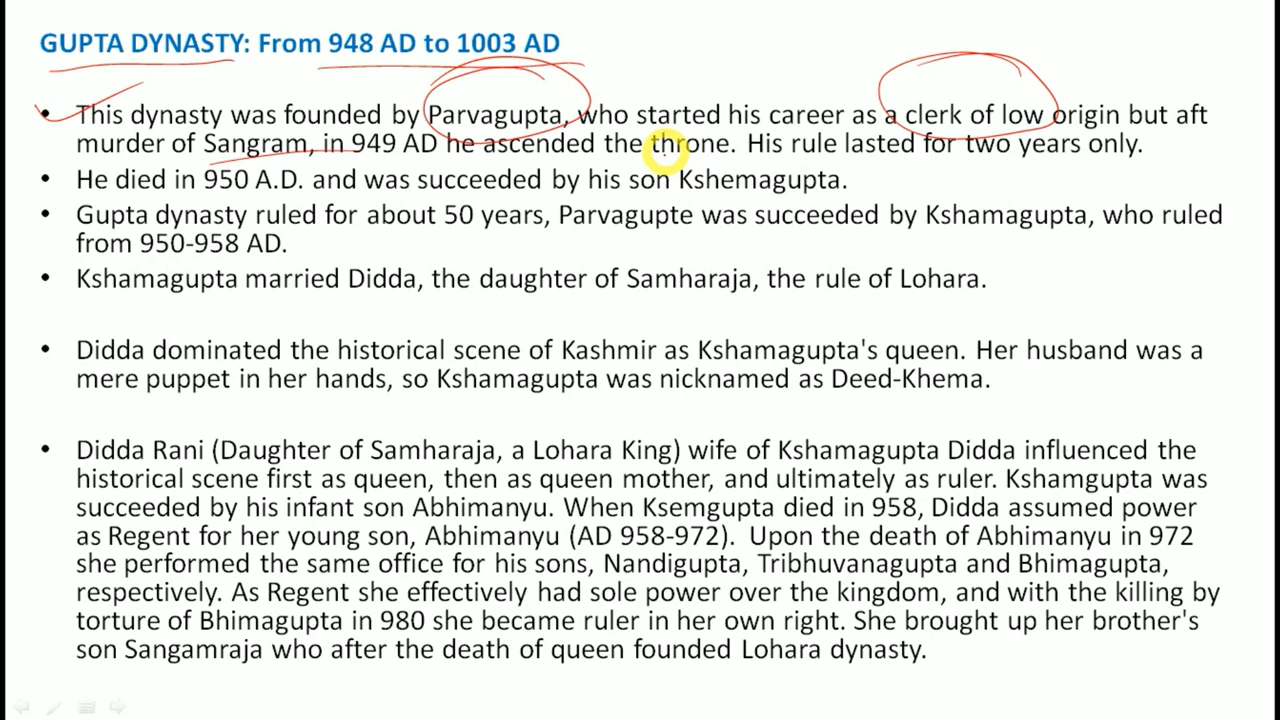 GUPTA DYNASTY: From 948 AD to 1003 AD
• This dynasty was founded by Parvagupta, who started his career as a clerk of low origin but aft
murder of Sangram, in 949 AD he ascended the throne. His rule lasted for two years only.
• He died in 950 A.D. and was succeeded by his son Kshemagupta.
• Gupta dynasty ruled for about 50 years, Parvagupte was succeeded by Kshamagupta, who ruled
from 950-958 AD.
• Kshamagupta married Didda, the daughter of Samharaja, the rule of Lohara.
• Didda dominated the historical scene of Kashmir as Kshamagupta's queen. Her husband was a
mere puppet in her hands, so Kshamagupta was nicknamed as Deed-Khema.
• Didda Rani (Daughter of Samharaja, a Lohara King) wife of Kshamagupta Didda influenced the
historical scene first as queen, then as queen mother, and ultimately as ruler. Kshamgupta was
succeeded by his infant son Abhimanyu. When Ksemgupta died in 958, Didda assumed power
as Regent for her young son, Abhimanyu (AD 958-972). Upon the death of Abhimanyu in 972
she performed the same office for his sons, Nandigupta, Tribhuvanagupta and Bhimagupta,
respectively. As Regent she effectively had sole power over the kingdom, and with the killing by
torture of Bhimagupta in 980 she became ruler in her own right. She brought up her brother's
son Sangamraja who after the death of queen founded Lohara dynasty.